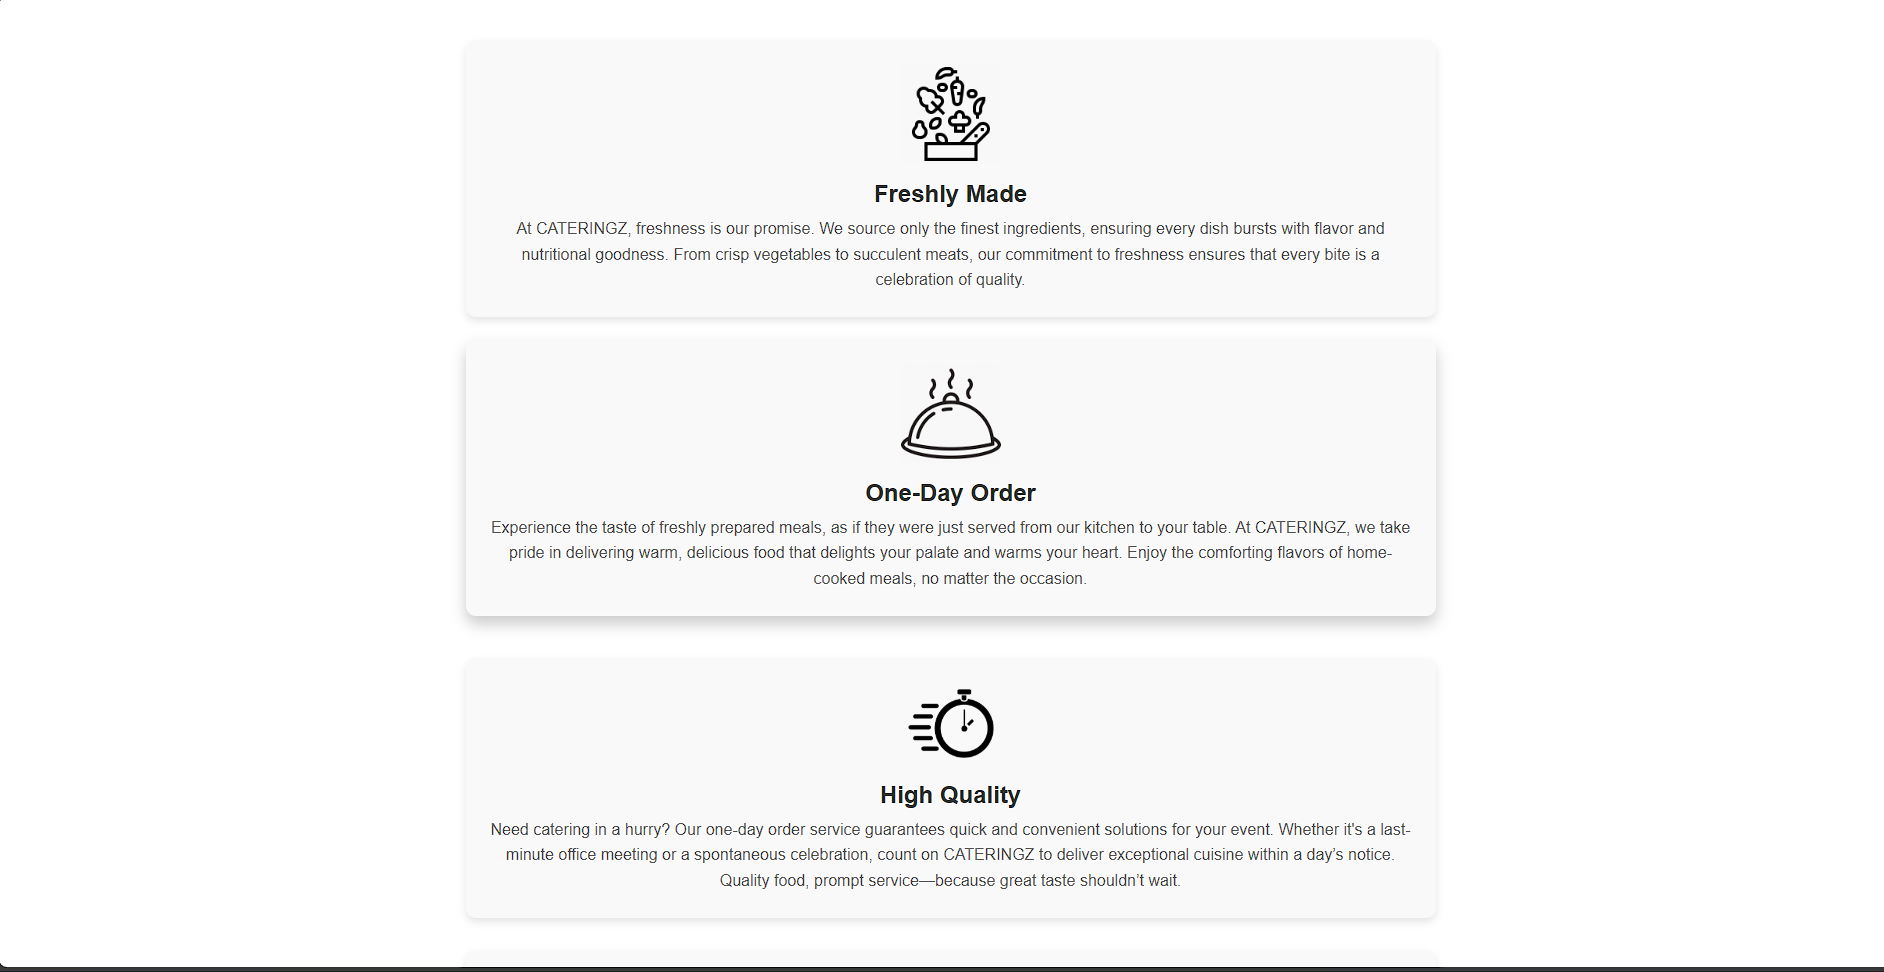 Freshly Made
At CATERINGZ, freshness is our promise. We source only the finest ingredients, ensuring every dish bursts with flavor and
nutritional goodness. From crisp vegetables to succulent meats, our commitment to freshness ensures that every bite is a
celebration of quality.
One-Day Order
Experience the taste of freshly prepared meals, as if they were just served from our kitchen to your table. At CATERINGZ, we take
pride in delivering warm, delicious food that delights your palate and warms your heart. Enjoy the comforting flavors of home-
cooked meals, no matter the occasion.
High Quality
Need catering in a hurry? Our one-day order service guarantees quick and convenient solutions for your event. Whether it's a last-
minute office meeting or a spontaneous celebration, count on CATERINGZ to deliver exceptional cuisine within a day’s notice.
Quality food, prompt service—because great taste shouldn’t wait.